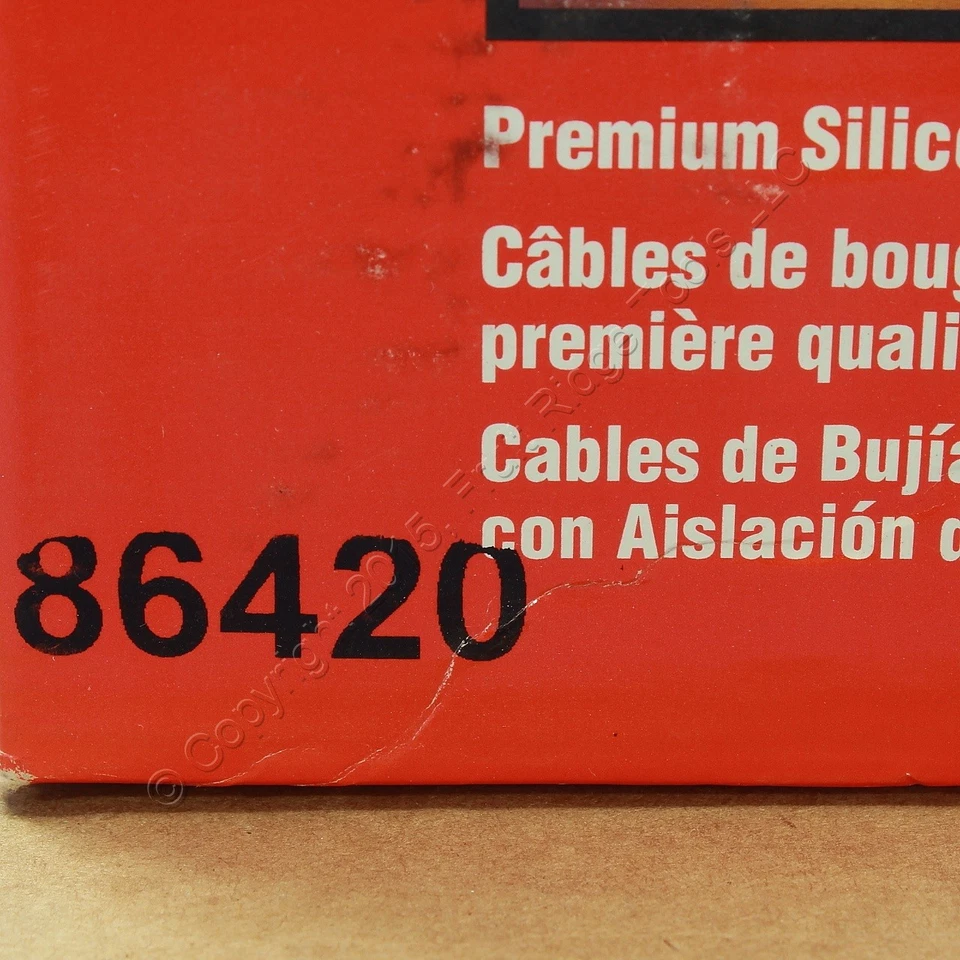 Premium Silic
Câbles de boug
première quali
Cables de Bujía
con Aislación d
86420